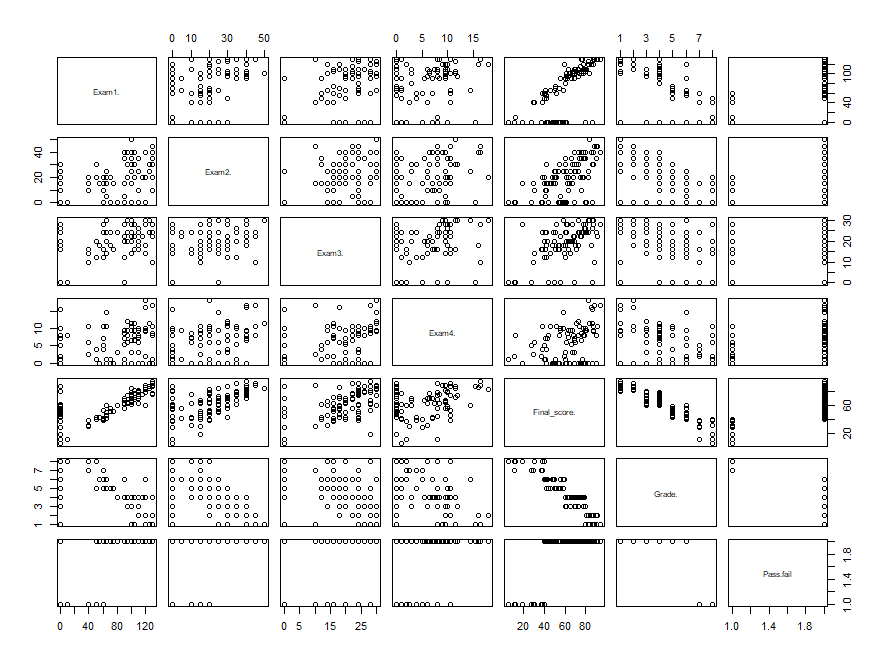 0 10 30 50 0 5 10 15 1 3 5 7
Exam1. 0 40 100
0 20 40 Exam2.
Exam3. 0 10 20 30
0 5 10 Exam4.
Final_score. 20 60
1 3 5 7 Grade.
Pass.fail 1.0 1.4 1.8
0 40 80 120 0 5 15 25 20 40 60 80 1.0 1.4 1.8